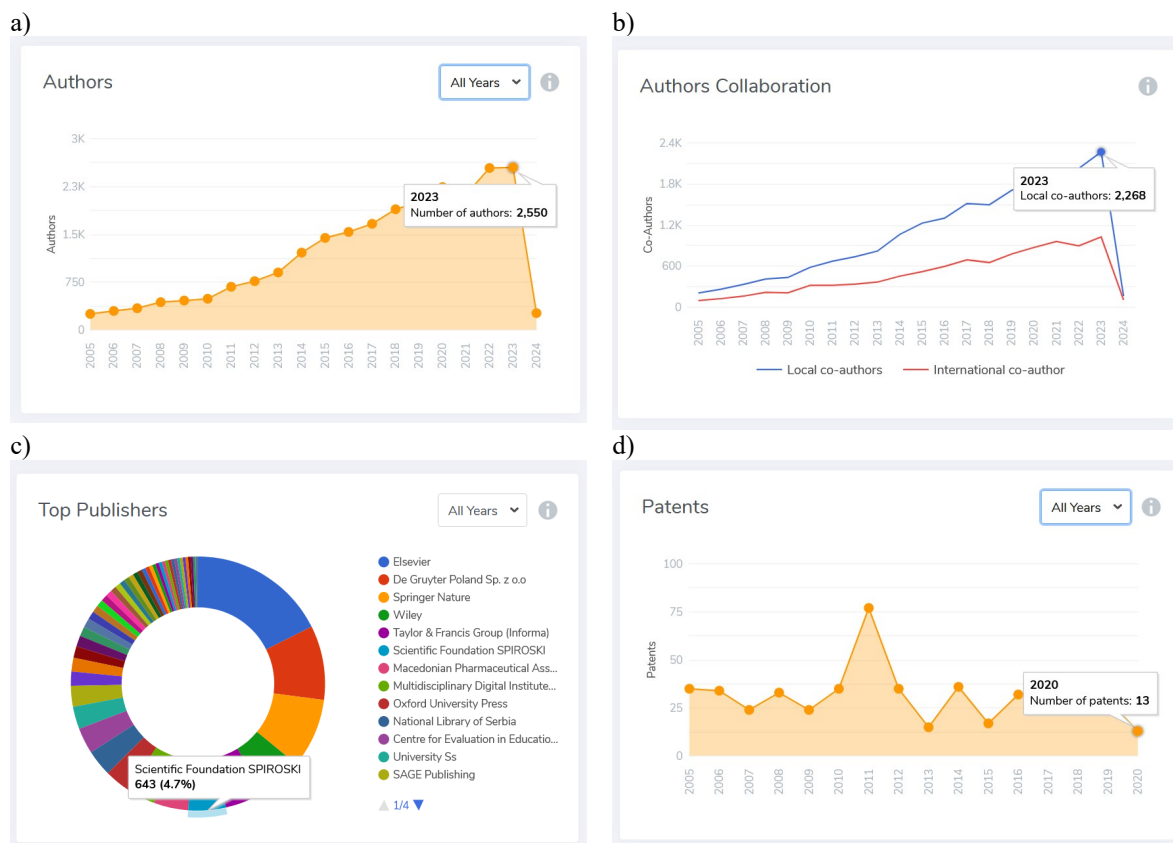 a)
Authors
All Years
3K
2.3K
1.5K
750
0
Authors
2023
Number of authors: 2,550
2005
2006
2007
2008
2009
2010
2011
2012
2013
2014
2015
2016
2017
2018
2019
2020
2021
2022
2023
2024
b)
Authors Collaboration
2.4K
1.8K
1.2K
600
0
Co-Authors
2023
Local co-authors: 2,268
2005
2006
2007
2008
2009
2010
2011
2012
2013
2014
2015
2016
2017
2018
2019
2020
2021
2022
2023
2024
Local co-authors
International co-author
c)
Top Publishers
All Years
Elsevier
De Gruyter Poland Sp. z o.o
Springer Nature
Wiley
Taylor & Francis Group (Informa)
Scientific Foundation SPIROSKI
Macedonian Pharmaceutical Ass...
Multidisciplinary Digital Institute...
Oxford University Press
National Library of Serbia
Centre for Evaluation in Educatio...
University Ss
SAGE Publishing
1/4
Scientific Foundation SPIROSKI
643 (4.7%)
d)
Patents
All Years
100
75
50
25
0
Patents
2020
Number of patents: 13
2005
2006
2007
2008
2009
2010
2011
2012
2013
2014
2015
2016
2017
2018
2019
2020